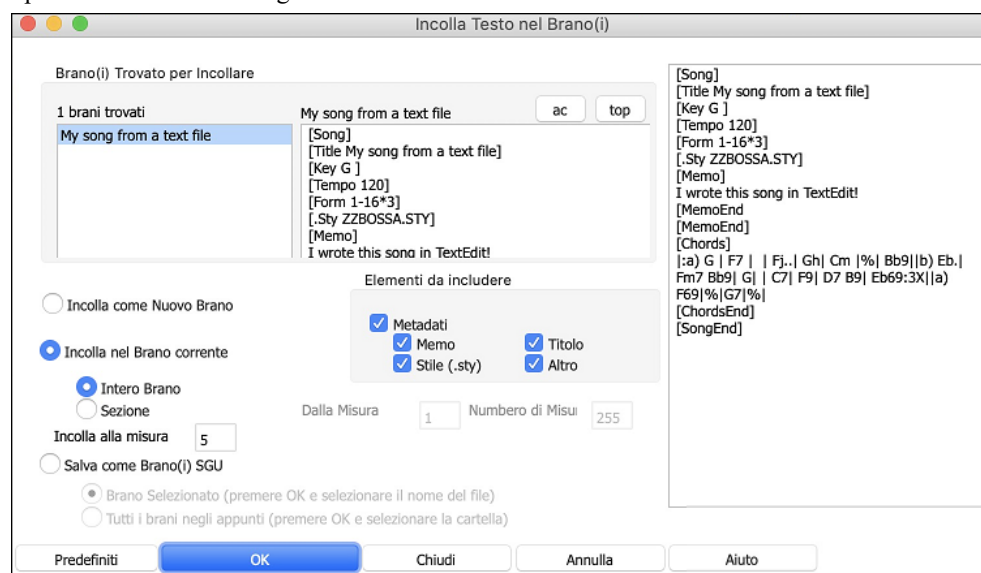 Incolla Testo nel Brano(i)
Brano(i) Trovato per Incollare
1 brani trovati
My song from a text file
ac
top
My song from a text file
[Song]
[Title My song from a text file]
[Key G ]
[Tempo 120]
[Form 1-16*3]
[.Sty ZZBOSSA.STY]
[Memo]
I wrote this song in TextEdit!
[Song]
[Title My song from a text file]
[Key G ]
[Tempo 120]
[Form 1-16*3]
[.Sty ZZBOSSA.STY]
[Memo]
I wrote this song in TextEdit!
[MemoEnd
[MemoEnd]
[Chords]
|:a) G | F7 | | Fj..| Gh| Cm |%| Bb9||b) Eb.|
Fm7 Bb9| G| | C7| F9| D7 B9| Eb69:3X||a)
F69|%|G7|%|
[ChordsEnd]
[SongEnd]
Elementi da includere
Metadati
Memo
Titolo
Stile (.sty)
Altro
Incolla come Nuovo Brano
Incolla nel Brano corrente
Intero Brano
Sezione
Dalla Misura
1
Numbero di Misu
255
Incolla alla misura
5
Salva come Brano(i) SGU
Brano Selezionato (premere OK e selezionare il nome del file)
Tutti i brani negli appunti (premere OK e selezionare la cartella)
Predefiniti
OK
Chiudi
Annulla
Aiuto